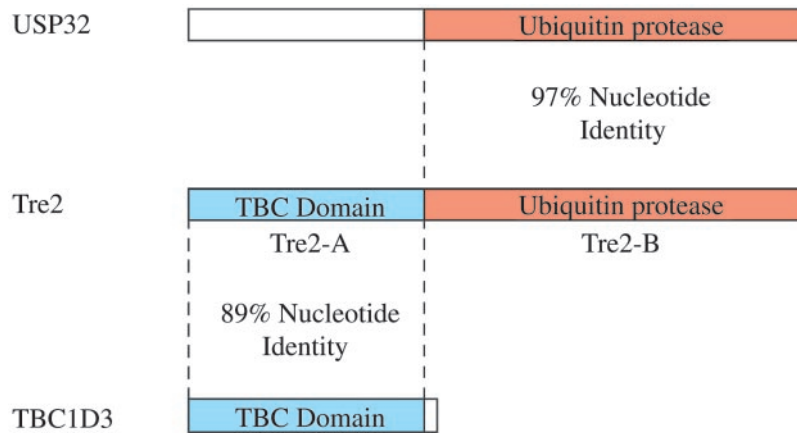 USP32 Ubiquitin protease
97% Nucleotide
Identity
Tre2 TBC Domain Ubiquitin protease
Tre2-A Tre2-B
89% Nucleotide
Identity
TBC1D3 TBC Domain